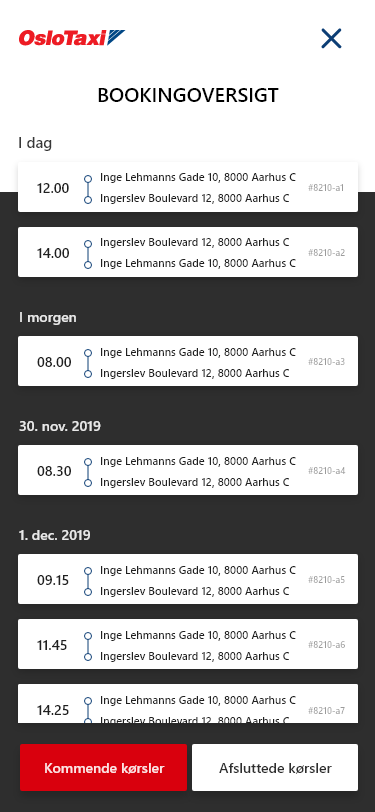 OsloTaxi
BOOKINGOVERSIGT
I dag
12.00
Inge Lehmanns Gade 10, 8000 Aarhus C
Ingerslev Boulevard 12, 8000 Aarhus C
#8210-a1
14.00
Ingerslev Boulevard 12, 8000 Aarhus C
Inge Lehmanns Gade 10, 8000 Aarhus C
#8210-a2
I morgen
08.00
Inge Lehmanns Gade 10, 8000 Aarhus C
Ingerslev Boulevard 12, 8000 Aarhus C
#8210-a3
30. nov. 2019
08.30
Inge Lehmanns Gade 10, 8000 Aarhus C
Ingerslev Boulevard 12, 8000 Aarhus C
#8210-a4
1. dec. 2019
09.15
Inge Lehmanns Gade 10, 8000 Aarhus C
Ingerslev Boulevard 12, 8000 Aarhus C
#8210-a5
11.45
Inge Lehmanns Gade 10, 8000 Aarhus C
Ingerslev Boulevard 12, 8000 Aarhus C
#8210-a6
14.25
Inge Lehmanns Gade 10, 8000 Aarhus C
Ingerslev Boulevard 12, 8000 Aarhus C
#8210-a7
Kommende kørsler
Afsluttede kørsler